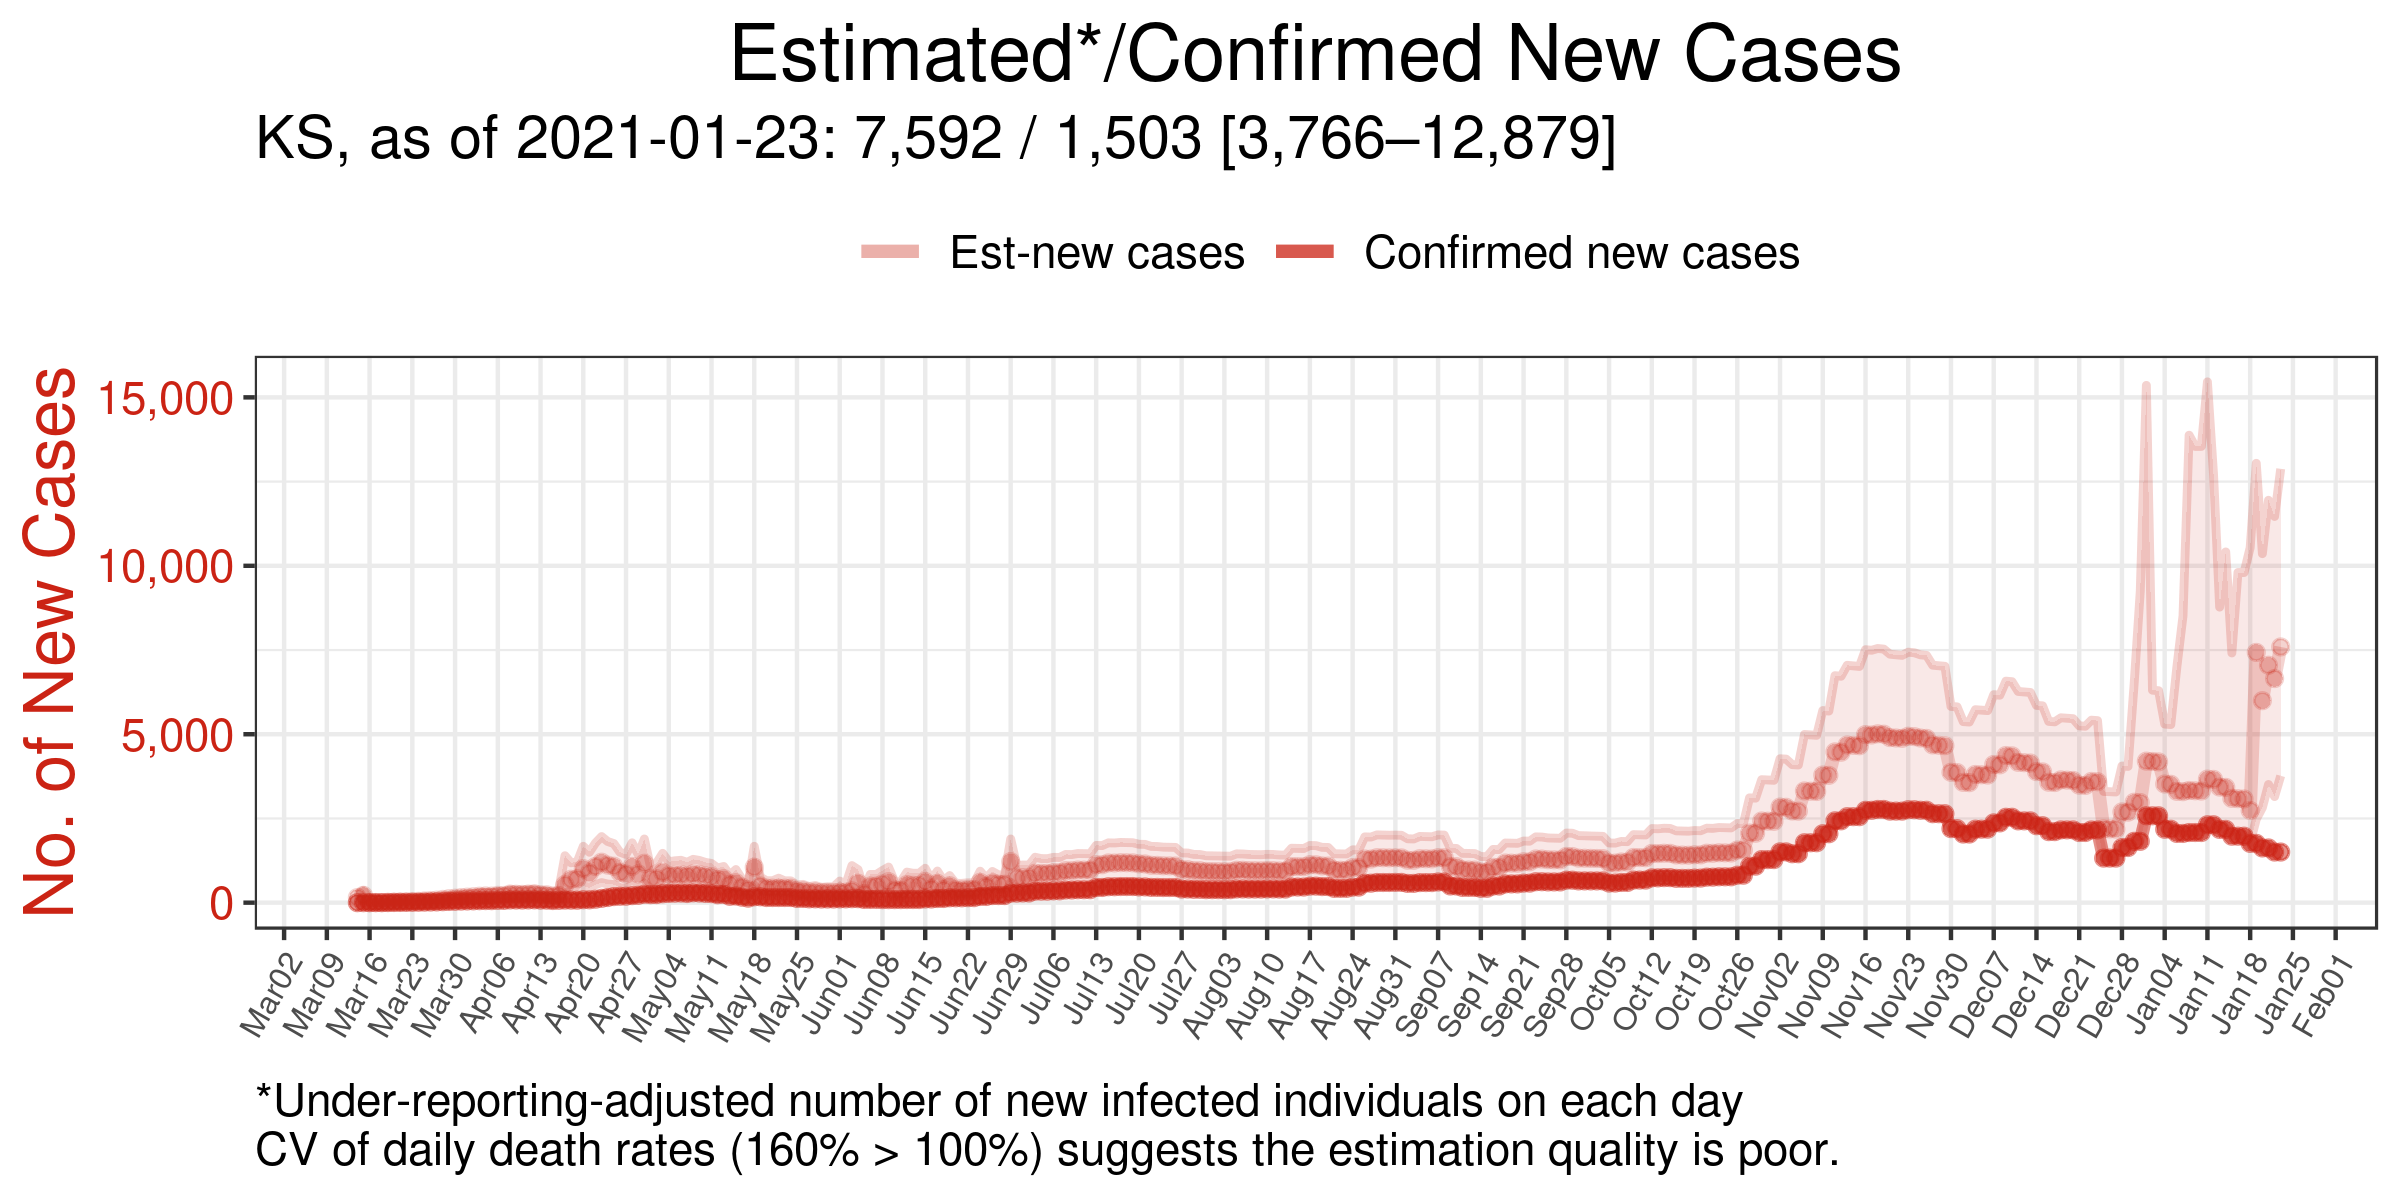 Estimated*/Confirmed New Cases
KS, as of 2021-01-23: 7,592 / 1,503 [3,766–12,879]
Est-new cases Confirmed new cases
No. of New Cases
15,000
10,000
5,000
0
Mar02 Mar09 Mar16 Mar23 Mar30 Apr06 Apr13 Apr20 Apr27 May04 May11 May18 May25 Jun01 Jun08 Jun15 Jun22 Jun29 Jul06 Jul13 Jul20 Jul27 Aug03 Aug10 Aug17 Aug24 Aug31 Sep07 Sep14 Sep21 Sep28 Oct05 Oct12 Oct19 Oct26 Nov02 Nov09 Nov16 Nov23 Nov30 Dec07 Dec14 Dec21 Dec28 Jan04 Jan11 Jan18 Jan25 Feb01
*Under-reporting-adjusted number of new infected individuals on each day
CV of daily death rates (160% > 100%) suggests the estimation quality is poor.